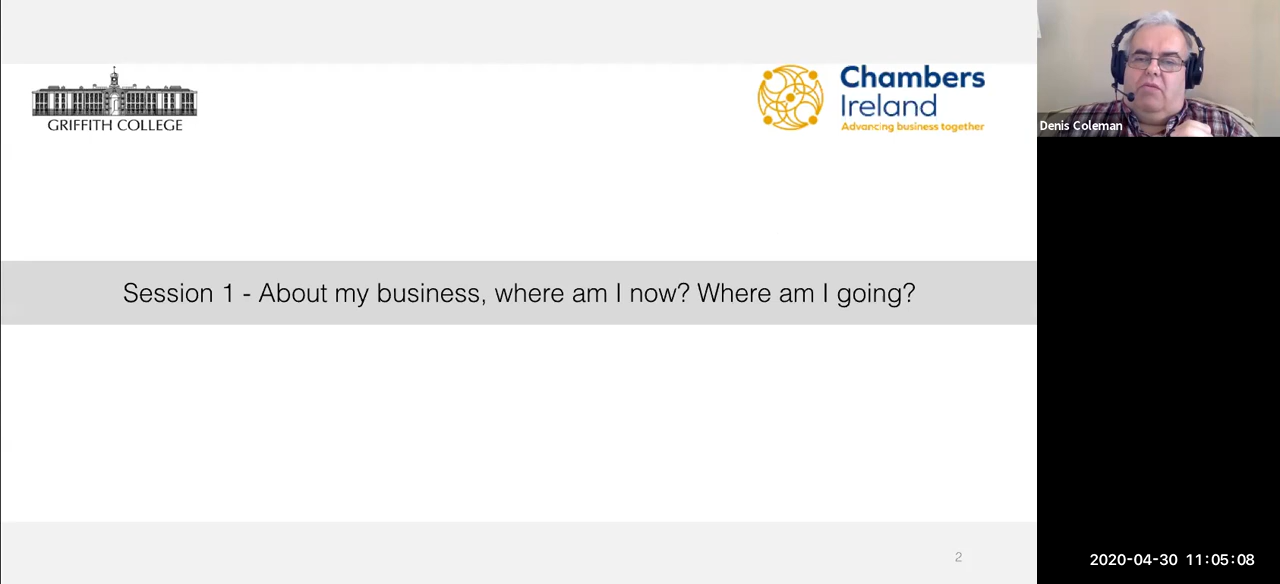 GRIFFITH COLLEGE
Chambers
Ireland
Advancing business together
Denis Coleman
Session 1 - About my business, where am I now? Where am I going?
2
2020-04-30 11:05:08